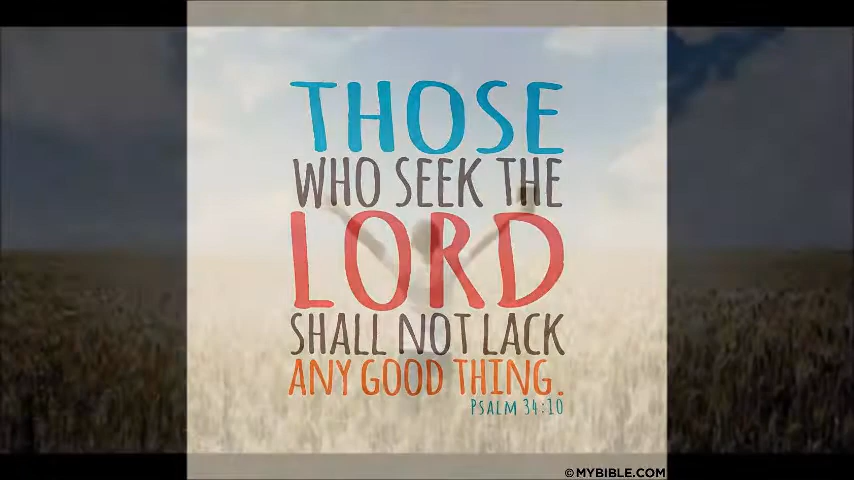 THOSE
WHO SEEK THE
LORD
SHALL NOT LACK
ANY GOOD THING.
PSALM 34:10
©MYBIBLE.COM